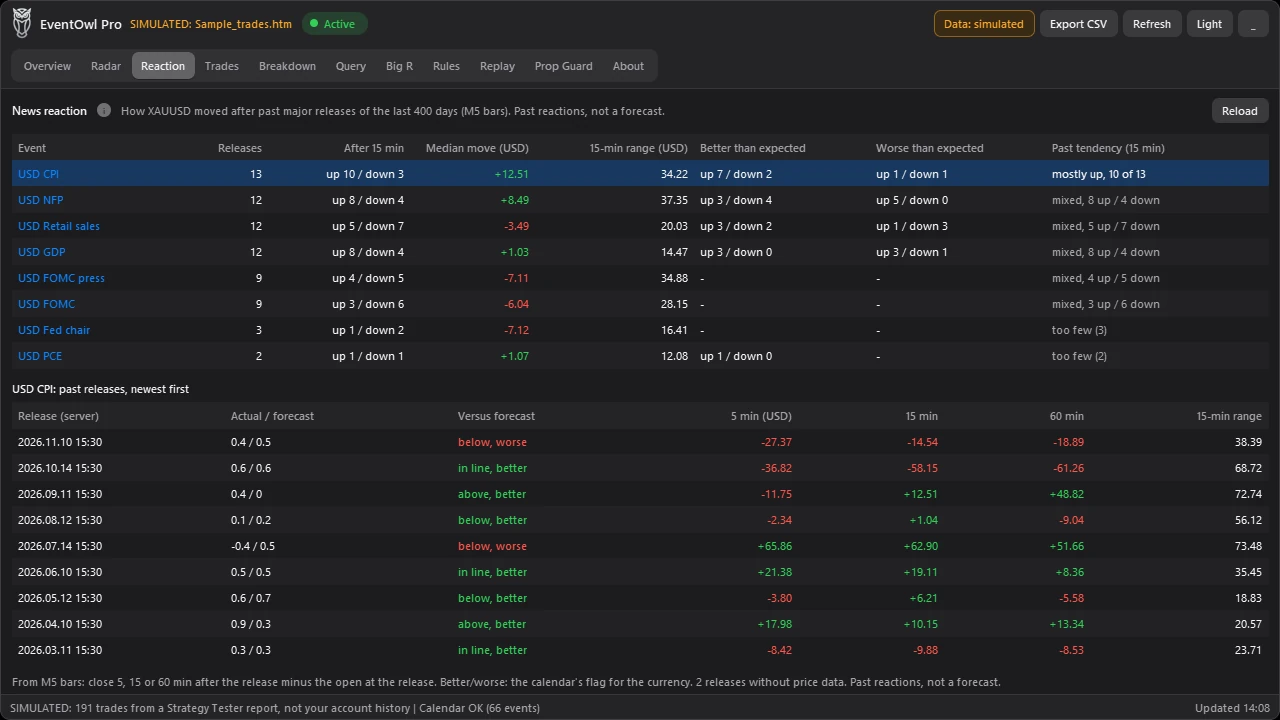 EventOwl Pro SIMULATED: Sample_trades.htm Active Data: simulated Export CSV Refresh Light _
Overview Radar Reaction Trades Breakdown Query Big R Rules Replay Prop Guard About
News reaction i How XAUUSD moved after past major releases of the last 400 days (M5 bars). Past reactions, not a forecast. Reload
Event Releases After 15 min Median move (USD) 15-min range (USD) Better than expected Worse than expected Past tendency (15 min)
USD CPI 13 up 10 / down 3 +12.51 34.22 up 7 / down 2 up 1 / down 1 mostly up, 10 of 13
USD NFP 12 up 8 / down 4 +8.49 37.35 up 3 / down 4 up 5 / down 0 mixed, 8 up / 4 down
USD Retail sales 12 up 5 / down 7 -3.49 20.03 up 3 / down 2 up 1 / down 3 mixed, 5 up / 7 down
USD GDP 12 up 8 / down 4 +1.03 14.47 up 3 / down 0 up 3 / down 1 mixed, 8 up / 4 down
USD FOMC press 9 up 4 / down 5 -7.11 34.88 - - mixed, 4 up / 5 down
USD FOMC 9 up 3 / down 6 -6.04 28.15 - - mixed, 3 up / 6 down
USD Fed chair 3 up 1 / down 2 -7.12 16.41 - - too few (3)
USD PCE 2 up 1 / down 1 +1.07 12.08 up 1 / down 0 - too few (2)
USD CPI: past releases, newest first
Release (server) Actual / forecast Versus forecast 5 min (USD) 15 min 60 min 15-min range
2026.11.10 15:30 0.4 / 0.5 below, worse -27.37 -14.54 -18.89 38.39
2026.10.14 15:30 0.6 / 0.6 in line, better -36.82 -58.15 -61.26 68.72
2026.09.11 15:30 0.4 / 0 above, better -11.75 +12.51 +48.82 72.74
2026.08.12 15:30 0.1 / 0.2 below, better -2.34 +1.04 -9.04 56.12
2026.07.14 15:30 -0.4 / 0.5 below, worse +65.86 +62.90 +51.66 73.48
2026.06.10 15:30 0.5 / 0.5 in line, better +21.38 +19.11 +8.36 35.45
2026.05.12 15:30 0.6 / 0.7 below, better -3.80 +6.21 -5.58 18.83
2026.04.10 15:30 0.9 / 0.3 above, better +17.98 +10.15 +13.34 20.57
2026.03.11 15:30 0.3 / 0.3 in line, better -8.42 -9.88 -8.53 23.71
From M5 bars: close 5, 15 or 60 min after the release minus the open at the release. Better/worse: the calendar's flag for the currency. 2 releases without price data. Past reactions, not a forecast.
SIMULATED: 191 trades from a Strategy Tester report, not your account history | Calendar OK (66 events) Updated 14:08